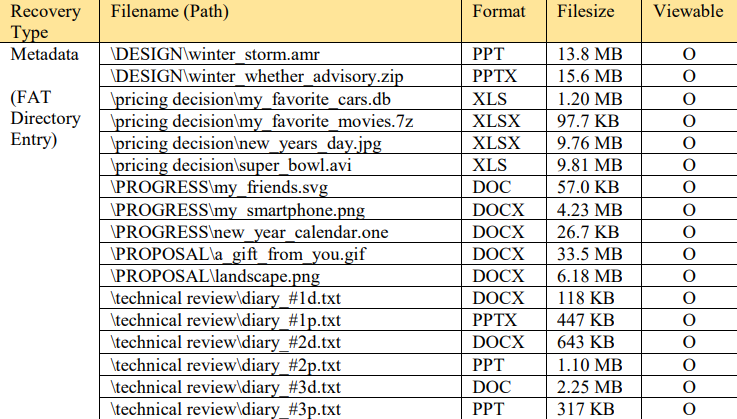 Recovery Type Filename (Path) Format Filesize Viewable
Metadata (FAT Directory Entry)
\DESIGN\winter_storm.amr PPT 13.8 MB O
\DESIGN\winter_whether_advisory.zip PPTX 15.6 MB O
\pricing decision\my_favorite_cars.db XLS 1.20 MB O
\pricing decision\my_favorite_movies.7z XLSX 97.7 KB O
\pricing decision\new_years_day.jpg XLSX 9.76 MB O
\pricing decision\super_bowl.avi XLS 9.81 MB O
\PROGRESS\my_friends.svg DOC 57.0 KB O
\PROGRESS\my_smartphone.png DOCX 4.23 MB O
\PROGRESS\new_year_calendar.one DOCX 26.7 KB O
\PROPOSAL\a_gift_from_you.gif DOCX 33.5 MB O
\PROPOSAL\landscape.png DOCX 6.18 MB O
\technical review\diary_#1d.txt DOCX 118 KB O
\technical review\diary_#1p.txt PPTX 447 KB O
\technical review\diary_#2d.txt DOCX 643 KB O
\technical review\diary_#2p.txt PPT 1.10 MB O
\technical review\diary_#3d.txt DOC 2.25 MB O
\technical review\diary_#3p.txt PPT 317 KB O